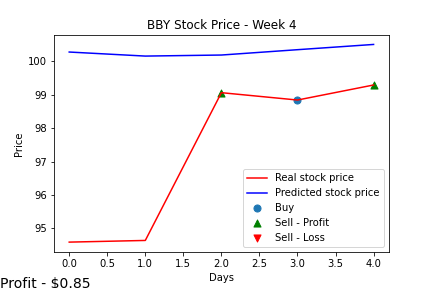 BBY Stock Price - Week 4
100
99
98
97
96
95
Price
0.0 0.5 1.0 1.5 2.0 2.5 3.0 3.5 4.0
Days
Real stock price
Predicted stock price
Buy
Sell - Profit
Sell - Loss
Profit - $0.85